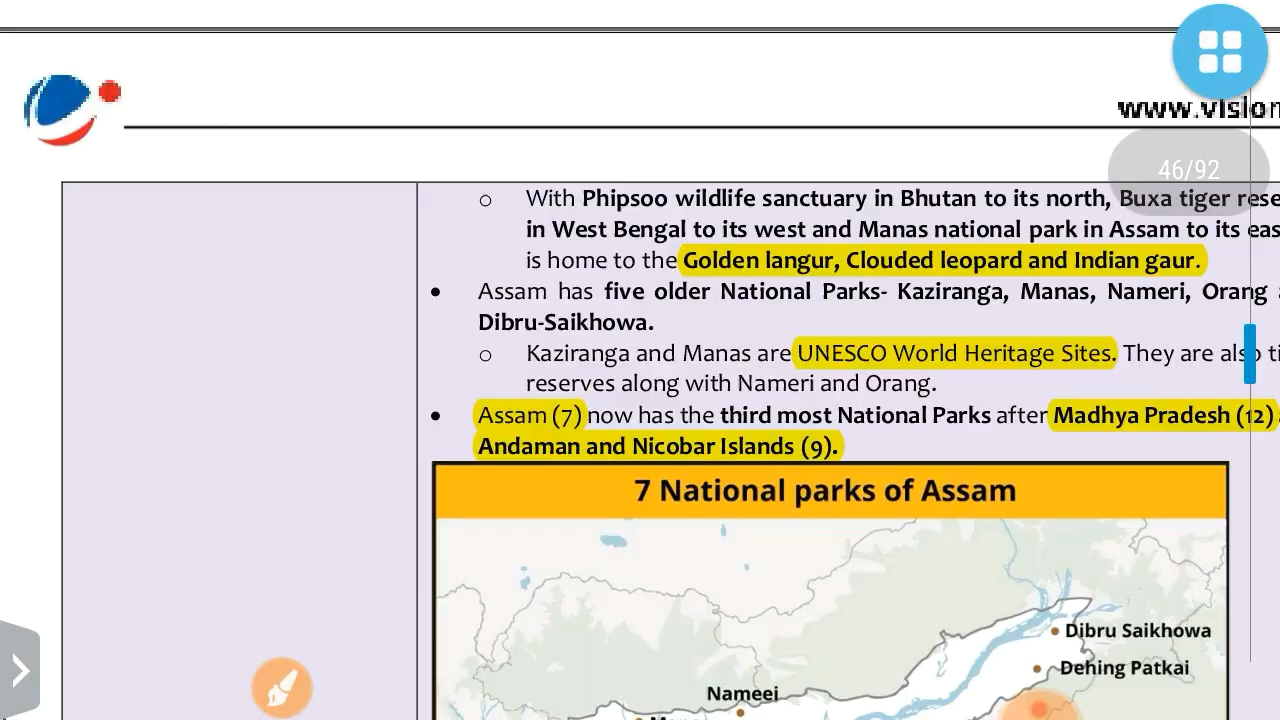 www.vision
46/92
o With Phipsoo wildlife sanctuary in Bhutan to its north, Buxa tiger rese
in West Bengal to its west and Manas national park in Assam to its eas
is home to the Golden langur, Clouded leopard and Indian gaur.
• Assam has five older National Parks- Kaziranga, Manas, Nameri, Orang a
Dibru-Saikhowa.
o Kaziranga and Manas are UNESCO World Heritage Sites. They are also ti
reserves along with Nameri and Orang.
• Assam (7) now has the third most National Parks after Madhya Pradesh (12)
Andaman and Nicobar Islands (9).
7 National parks of Assam
Dibru Saikhowa
Dehing Patkai
Nameei